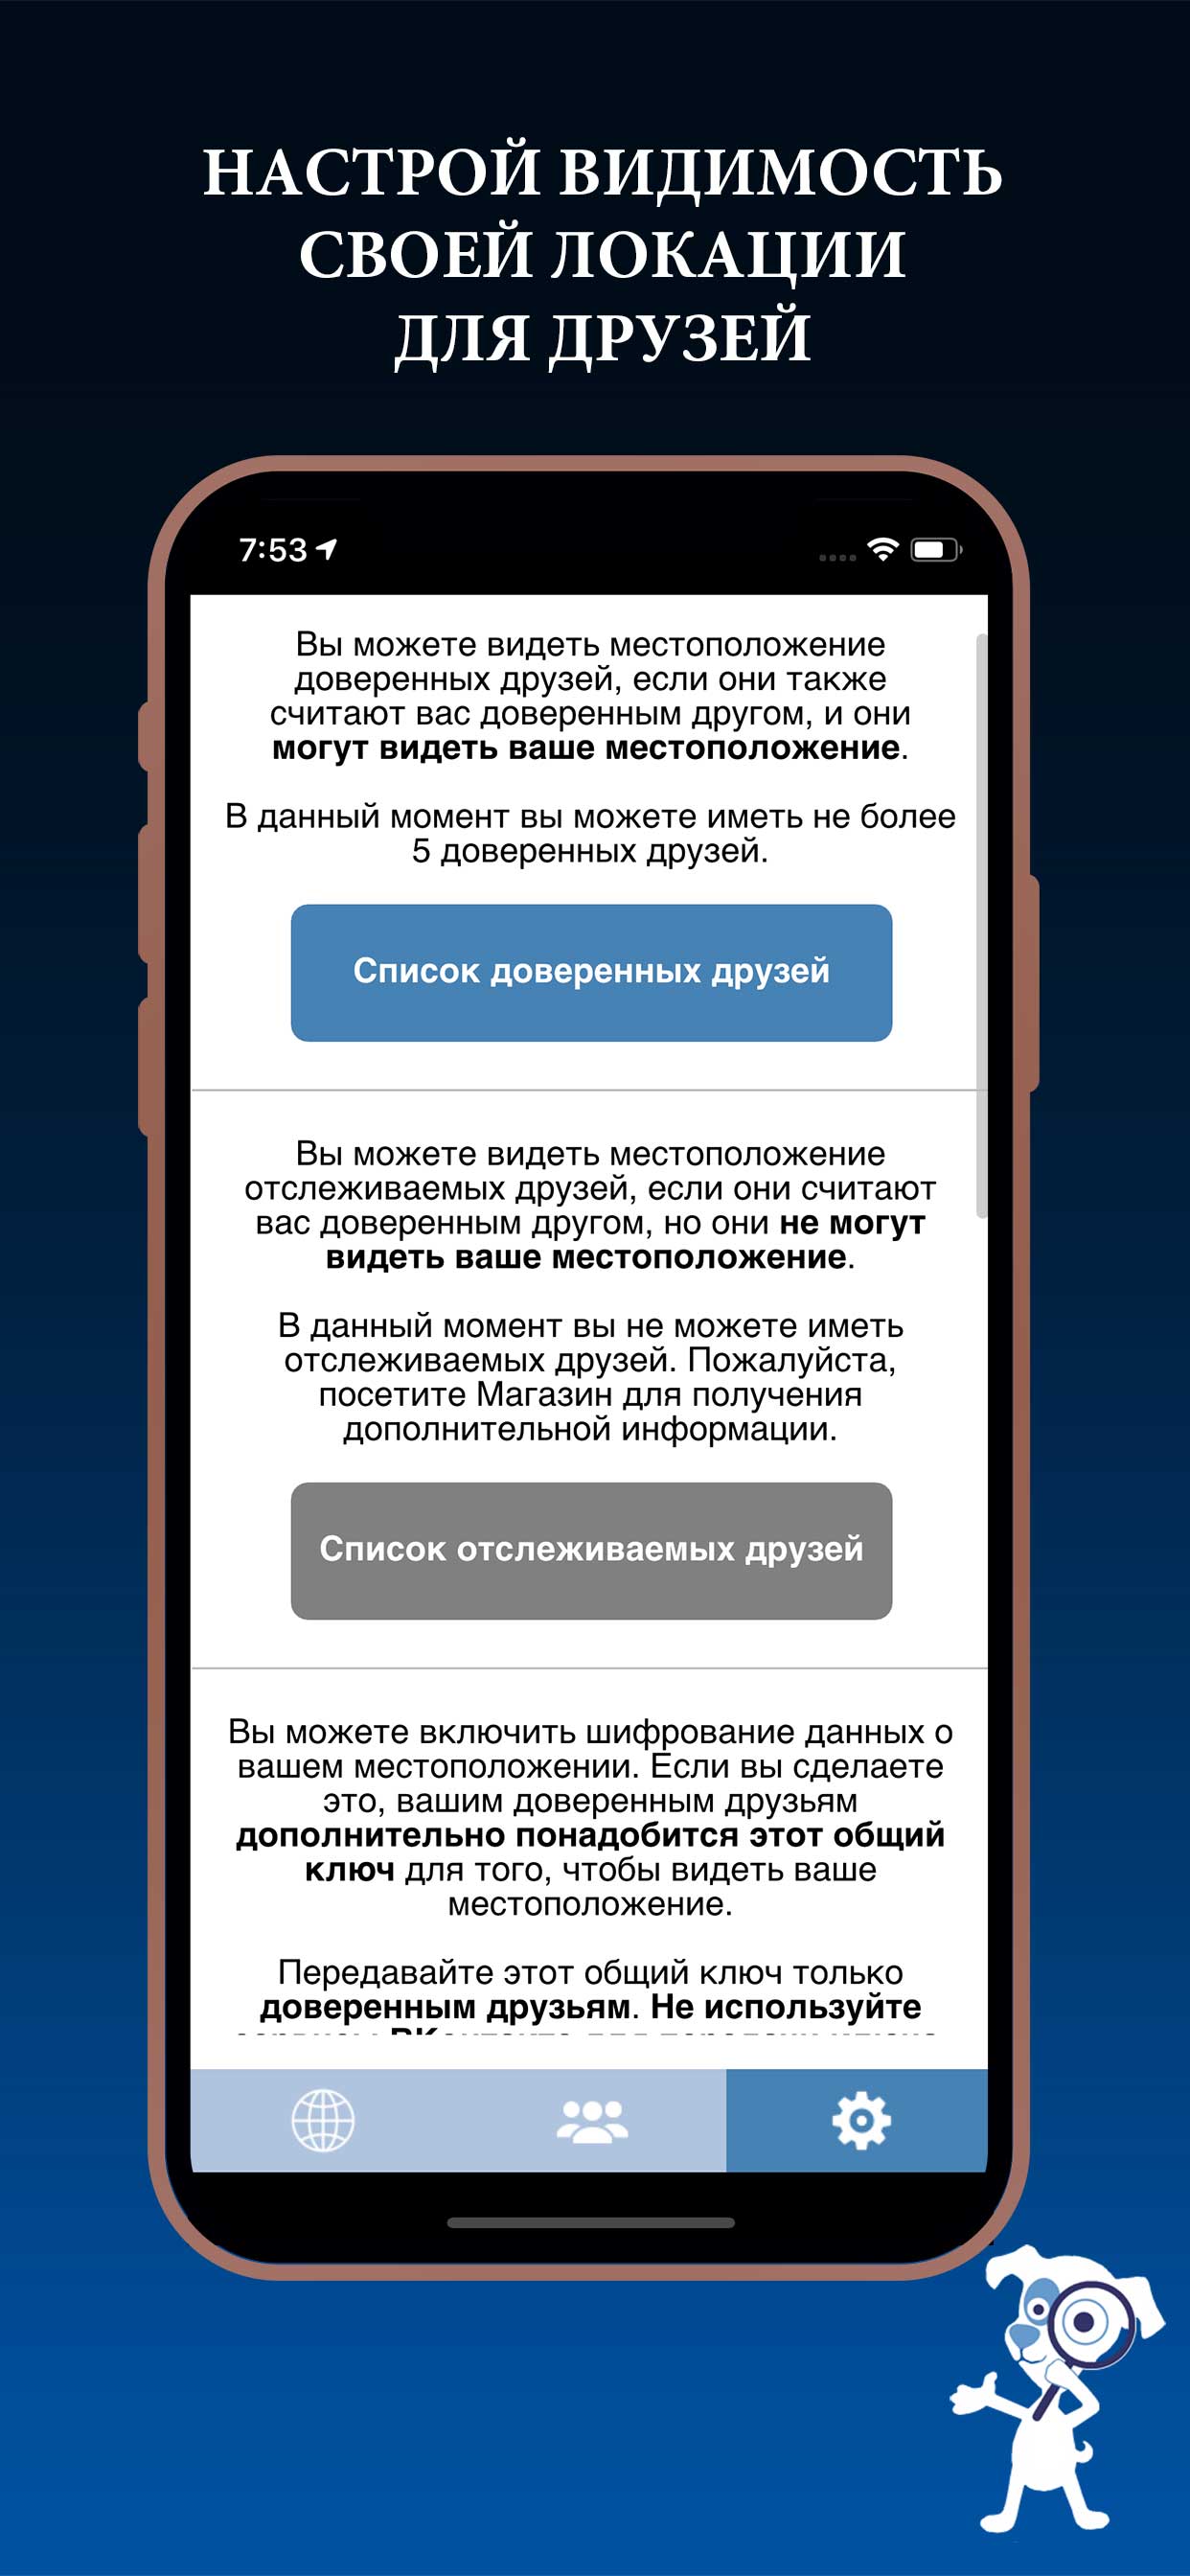 НАСТРОЙ ВИДИМОСТЬ
СВОЕЙ ЛОКАЦИИ
ДЛЯ ДРУЗЕЙ
7:53
Вы можете видеть местоположение
доверенных друзей, если они также
считают вас доверенным другом, и они
могут видеть ваше местоположение.
В данный момент вы можете иметь не более
5 доверенных друзей.
Список доверенных друзей
Вы можете видеть местоположение
отслеживаемых друзей, если они считают
вас доверенным другом, но они не могут
видеть ваше местоположение.
В данный момент вы не можете иметь
отслеживаемых друзей. Пожалуйста,
посетите Магазин для получения
дополнительной информации.
Список отслеживаемых друзей
Вы можете включить шифрование данных о
вашем местоположении. Если вы сделаете
это, вашим доверенным друзьям
дополнительно понадобится этот общий
ключ для того, чтобы видеть ваше
местоположение.
Передавайте этот общий ключ только
доверенным друзьям. Не используйте